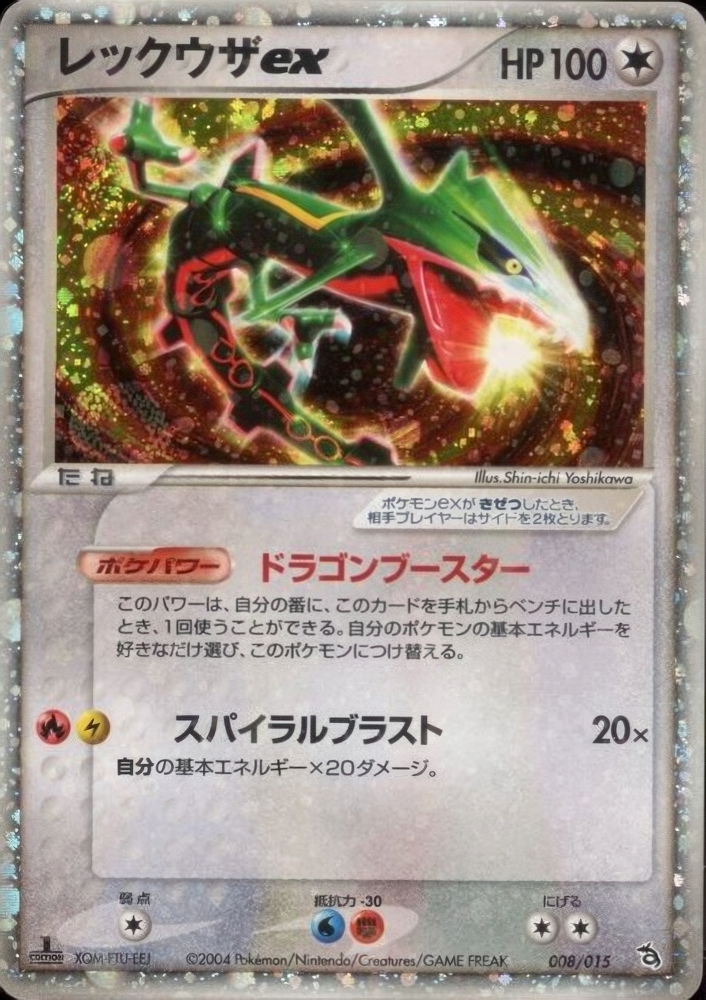 レックウザex HP100
たね
Illus.Shin-ichi Yoshikawa
ポケモンexがきぜつしたとき、
相手プレイヤーはサイドを2枚とります。
ポケパワー ドラゴンブースター
このパワーは、自分の番に、このカードを手札からベンチに出した
とき、1回使うことができる。自分のポケモンの基本エネルギーを
好きなだけ選び、このポケモンにつけ替える。
スパイラルブラスト 20×
自分の基本エネルギー×20ダメージ。
弱点 抵抗力 -30 にげる
1 EDITION XQM-FTU-EEJ ©2004 Pokémon/Nintendo/Creatures/GAME FREAK 008/015